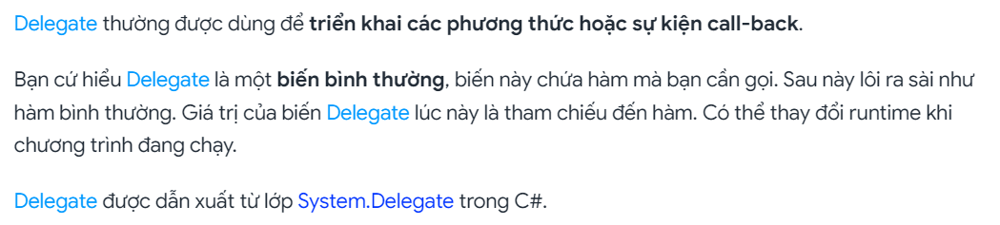 Delegate thường được dùng để triển khai các phương thức hoặc sự kiện call-back.
Bạn cứ hiểu Delegate là một biến bình thường, biến này chứa hàm mà bạn cần gọi. Sau này lôi ra sài như
hàm bình thường. Giá trị của biến Delegate lúc này là tham chiếu đến hàm. Có thể thay đổi runtime khi
chương trình đang chạy.
Delegate được dẫn xuất từ lớp System.Delegate trong C#.